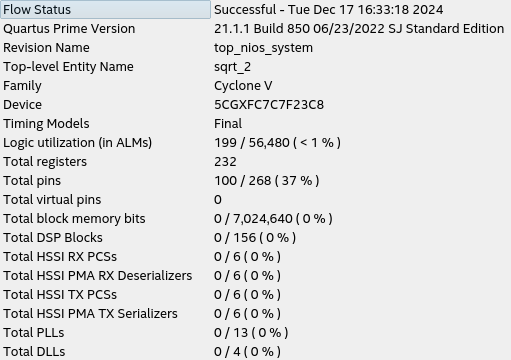 Flow Status Successful - Tue Dec 17 16:33:18 2024
Quartus Prime Version 21.1.1 Build 850 06/23/2022 SJ Standard Edition
Revision Name top_nios_system
Top-level Entity Name sqrt_2
Family Cyclone V
Device 5CGXFC7C7F23C8
Timing Models Final
Logic utilization (in ALMs) 199 / 56,480 ( < 1 % )
Total registers 232
Total pins 100 / 268 ( 37 % )
Total virtual pins 0
Total block memory bits 0 / 7,024,640 ( 0 % )
Total DSP Blocks 0 / 156 ( 0 % )
Total HSSI RX PCSs 0 / 6 ( 0 % )
Total HSSI PMA RX Deserializers 0 / 6 ( 0 % )
Total HSSI TX PCSs 0 / 6 ( 0 % )
Total HSSI PMA TX Serializers 0 / 6 ( 0 % )
Total PLLs 0 / 13 ( 0 % )
Total DLLs 0 / 4 ( 0 % )